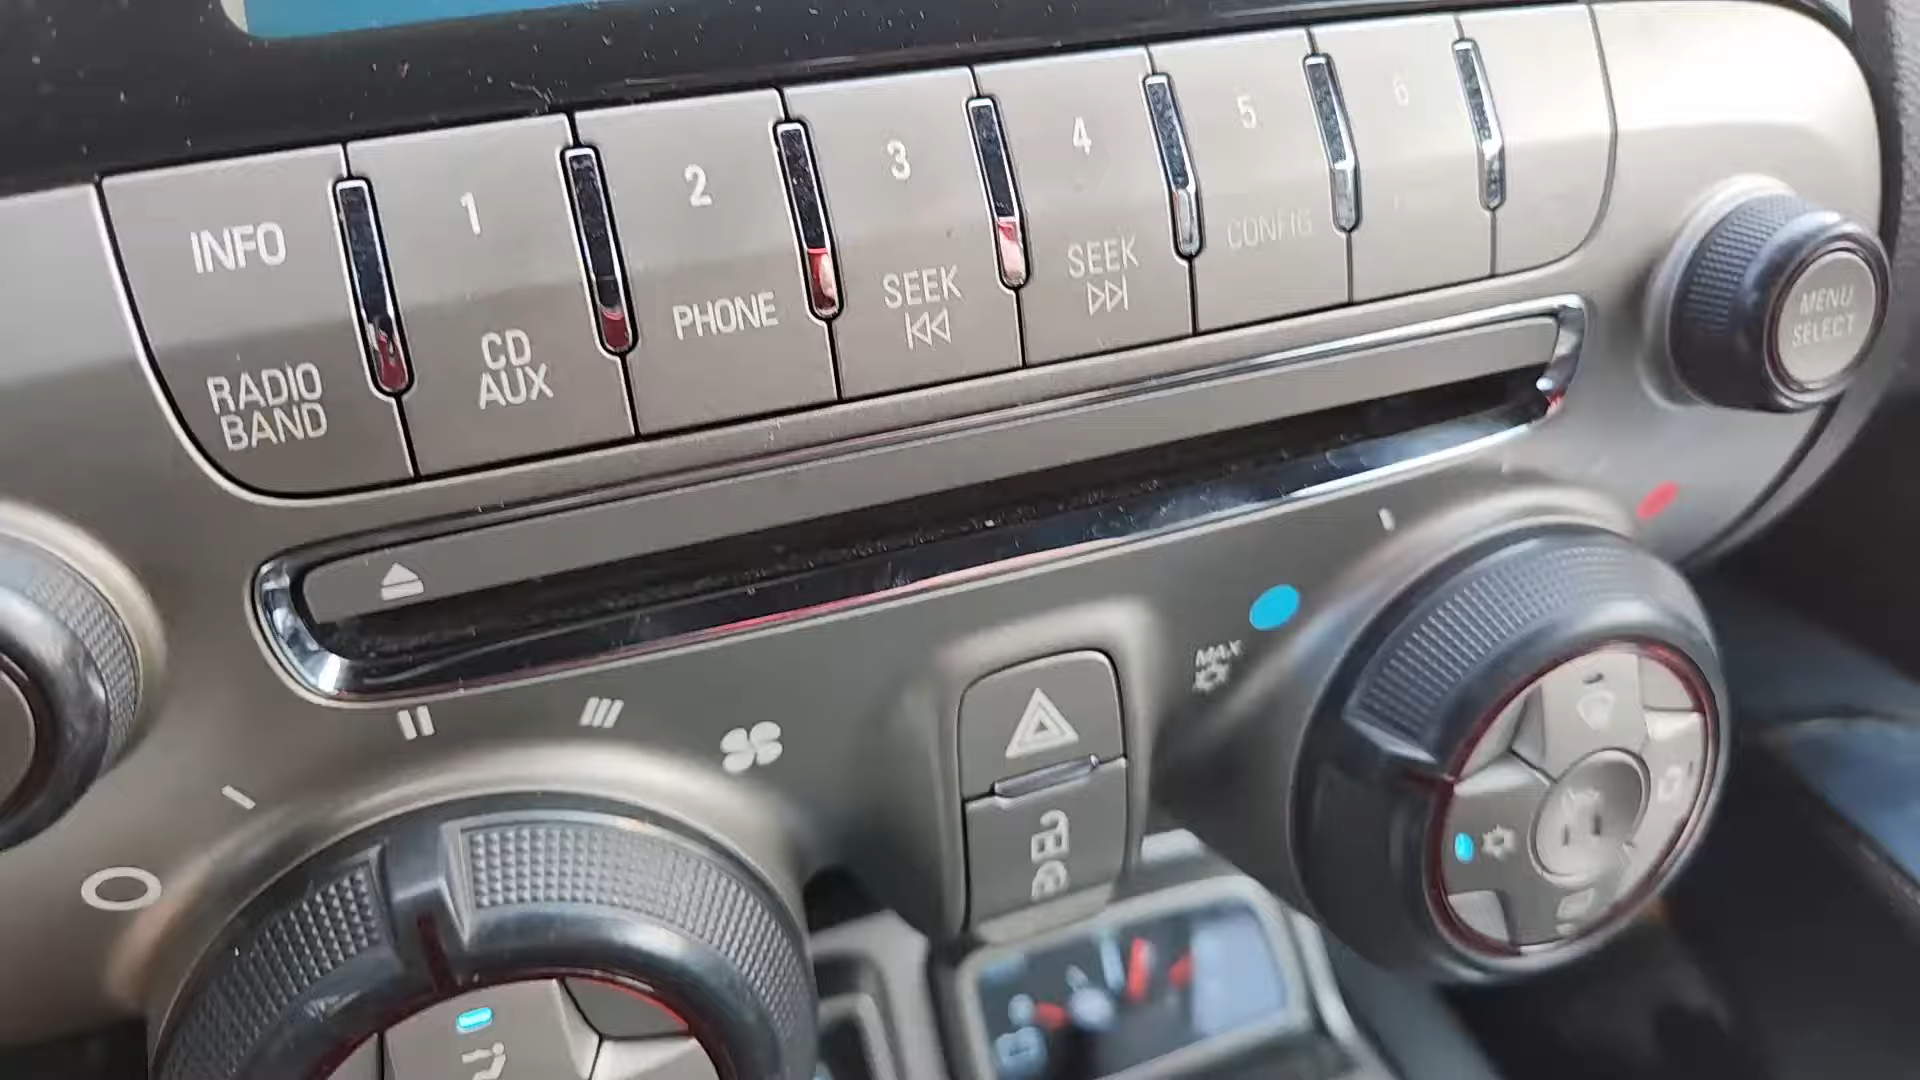 INFO
RADIO
BAND
1
CD
AUX
2
PHONE
3
SEEK
4
SEEK
5
CONFIG
6
MENU
SELECT
MAX